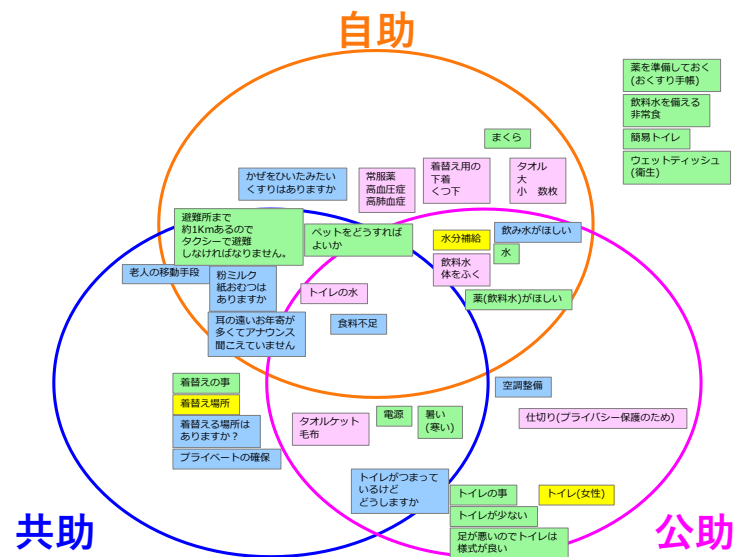 自助
薬を準備しておく
(おくすり手帳)
飲料水を備える
非常食
簡易トイレ
ウェットティッシュ
(衛生)
まくら
かぜをひいたみたい
くすりはありますか
常服薬
高血圧症
高肺血症
着替え用の
下着
くつ下
タオル
大
小 数枚
避難所まで
約1Kmあるので
タクシーで避難
しなければなりません。
ペットをどうすれば
よいか
水分補給
飲み水がほしい
水
飲料水
体をふく
老人の移動手段
粉ミルク
紙おむつは
ありますか
トイレの水
薬(飲料水)がほしい
耳の遠いお年寄が
多くてアナウンス
聞こえていません
食料不足
着替えの事
着替え場所
着替える場所は
ありますか？
プライベートの確保
空調整備
タオルケット
毛布
電源
暑い
(寒い)
仕切り(プライバシー保護のため)
トイレがつまって
いるけど
どうしますか
トイレの事
トイレ(女性)
トイレが少ない
足が悪いのでトイレは
様式が良い
共助
公助